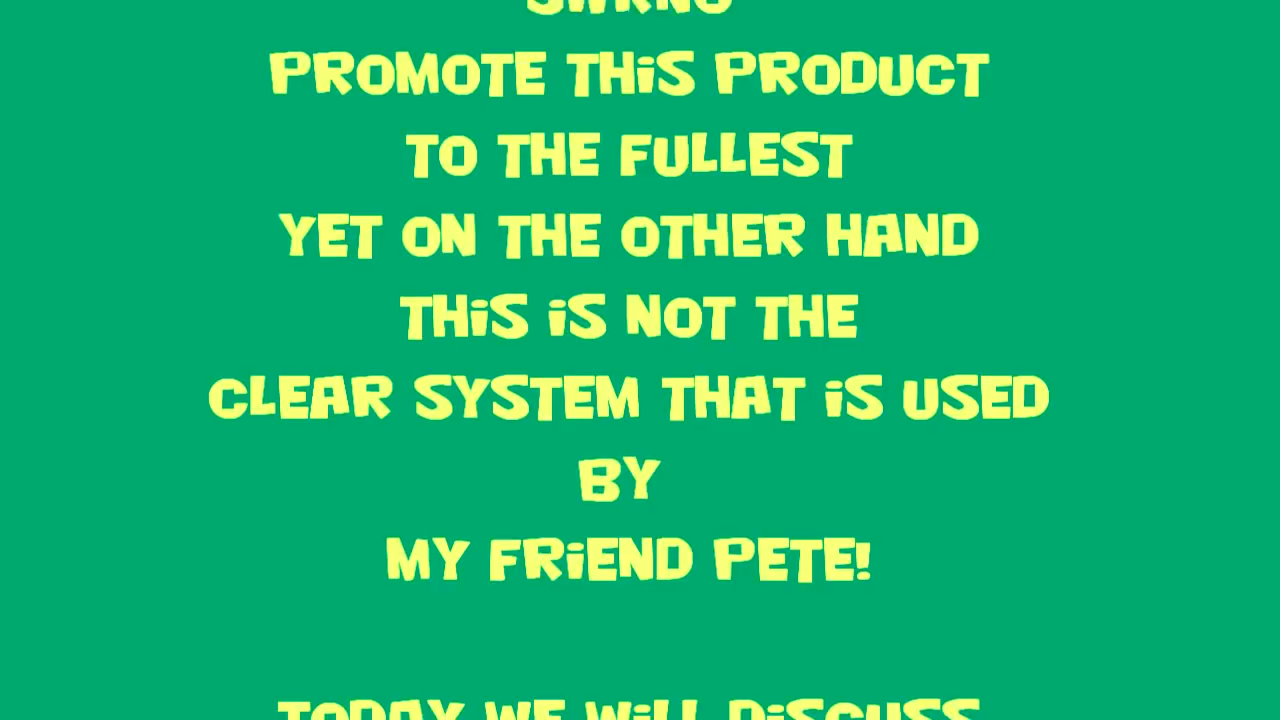 PROMOTE THiS PRODUCT
TO THE FULLEST
YET ON THE OTHER HAND
THiS iS NOT THE
CLEAR SYSTEM THAT iS USED
BY
MY FRiEND PETE!
TODAY WE WiLL DiSCUSS